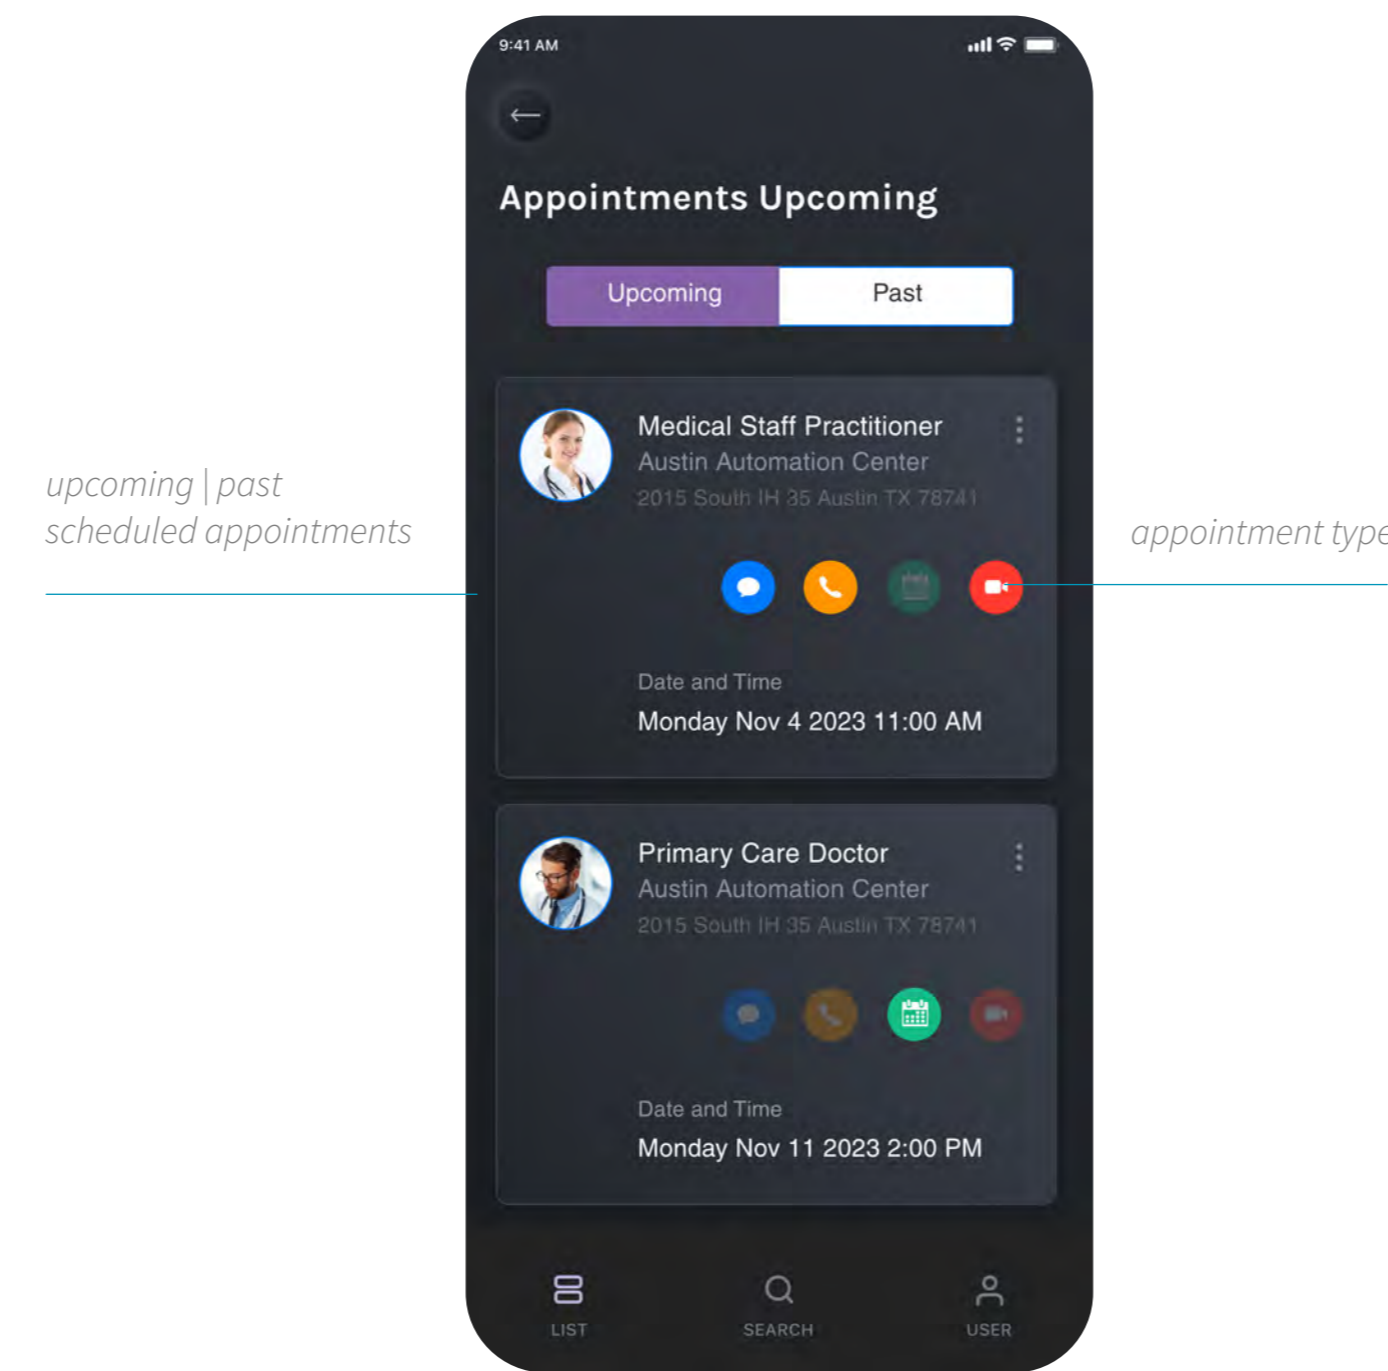 9:41 AM
Appointments Upcoming
Upcoming
Past
upcoming | past
scheduled appointments
Medical Staff Practitioner
Austin Automation Center
2015 South IH 35 Austin TX 78741
appointment type
Date and Time
Monday Nov 4 2023 11:00 AM
Primary Care Doctor
Austin Automation Center
2015 South IH 35 Austin TX 78741
Date and Time
Monday Nov 11 2023 2:00 PM
LIST
SEARCH
USER